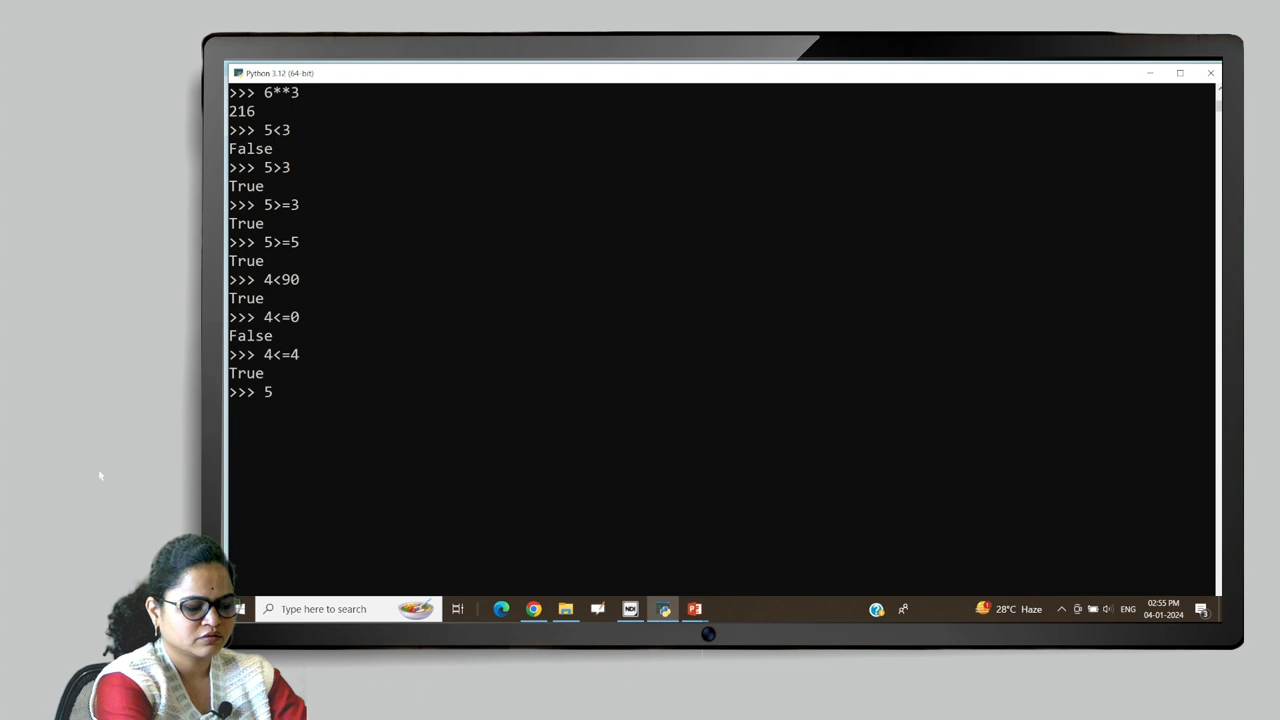 Python 3.12 (64-bit)
>>> 6**3
216
>>> 5<3
False
>>> 5>3
True
>>> 5>=3
True
>>> 5>=5
True
>>> 4<90
True
>>> 4<=0
False
>>> 4<=4
True
>>> 5
Type here to search
NDI
28°C Haze
ENG
02:55 PM
04-01-2024
3